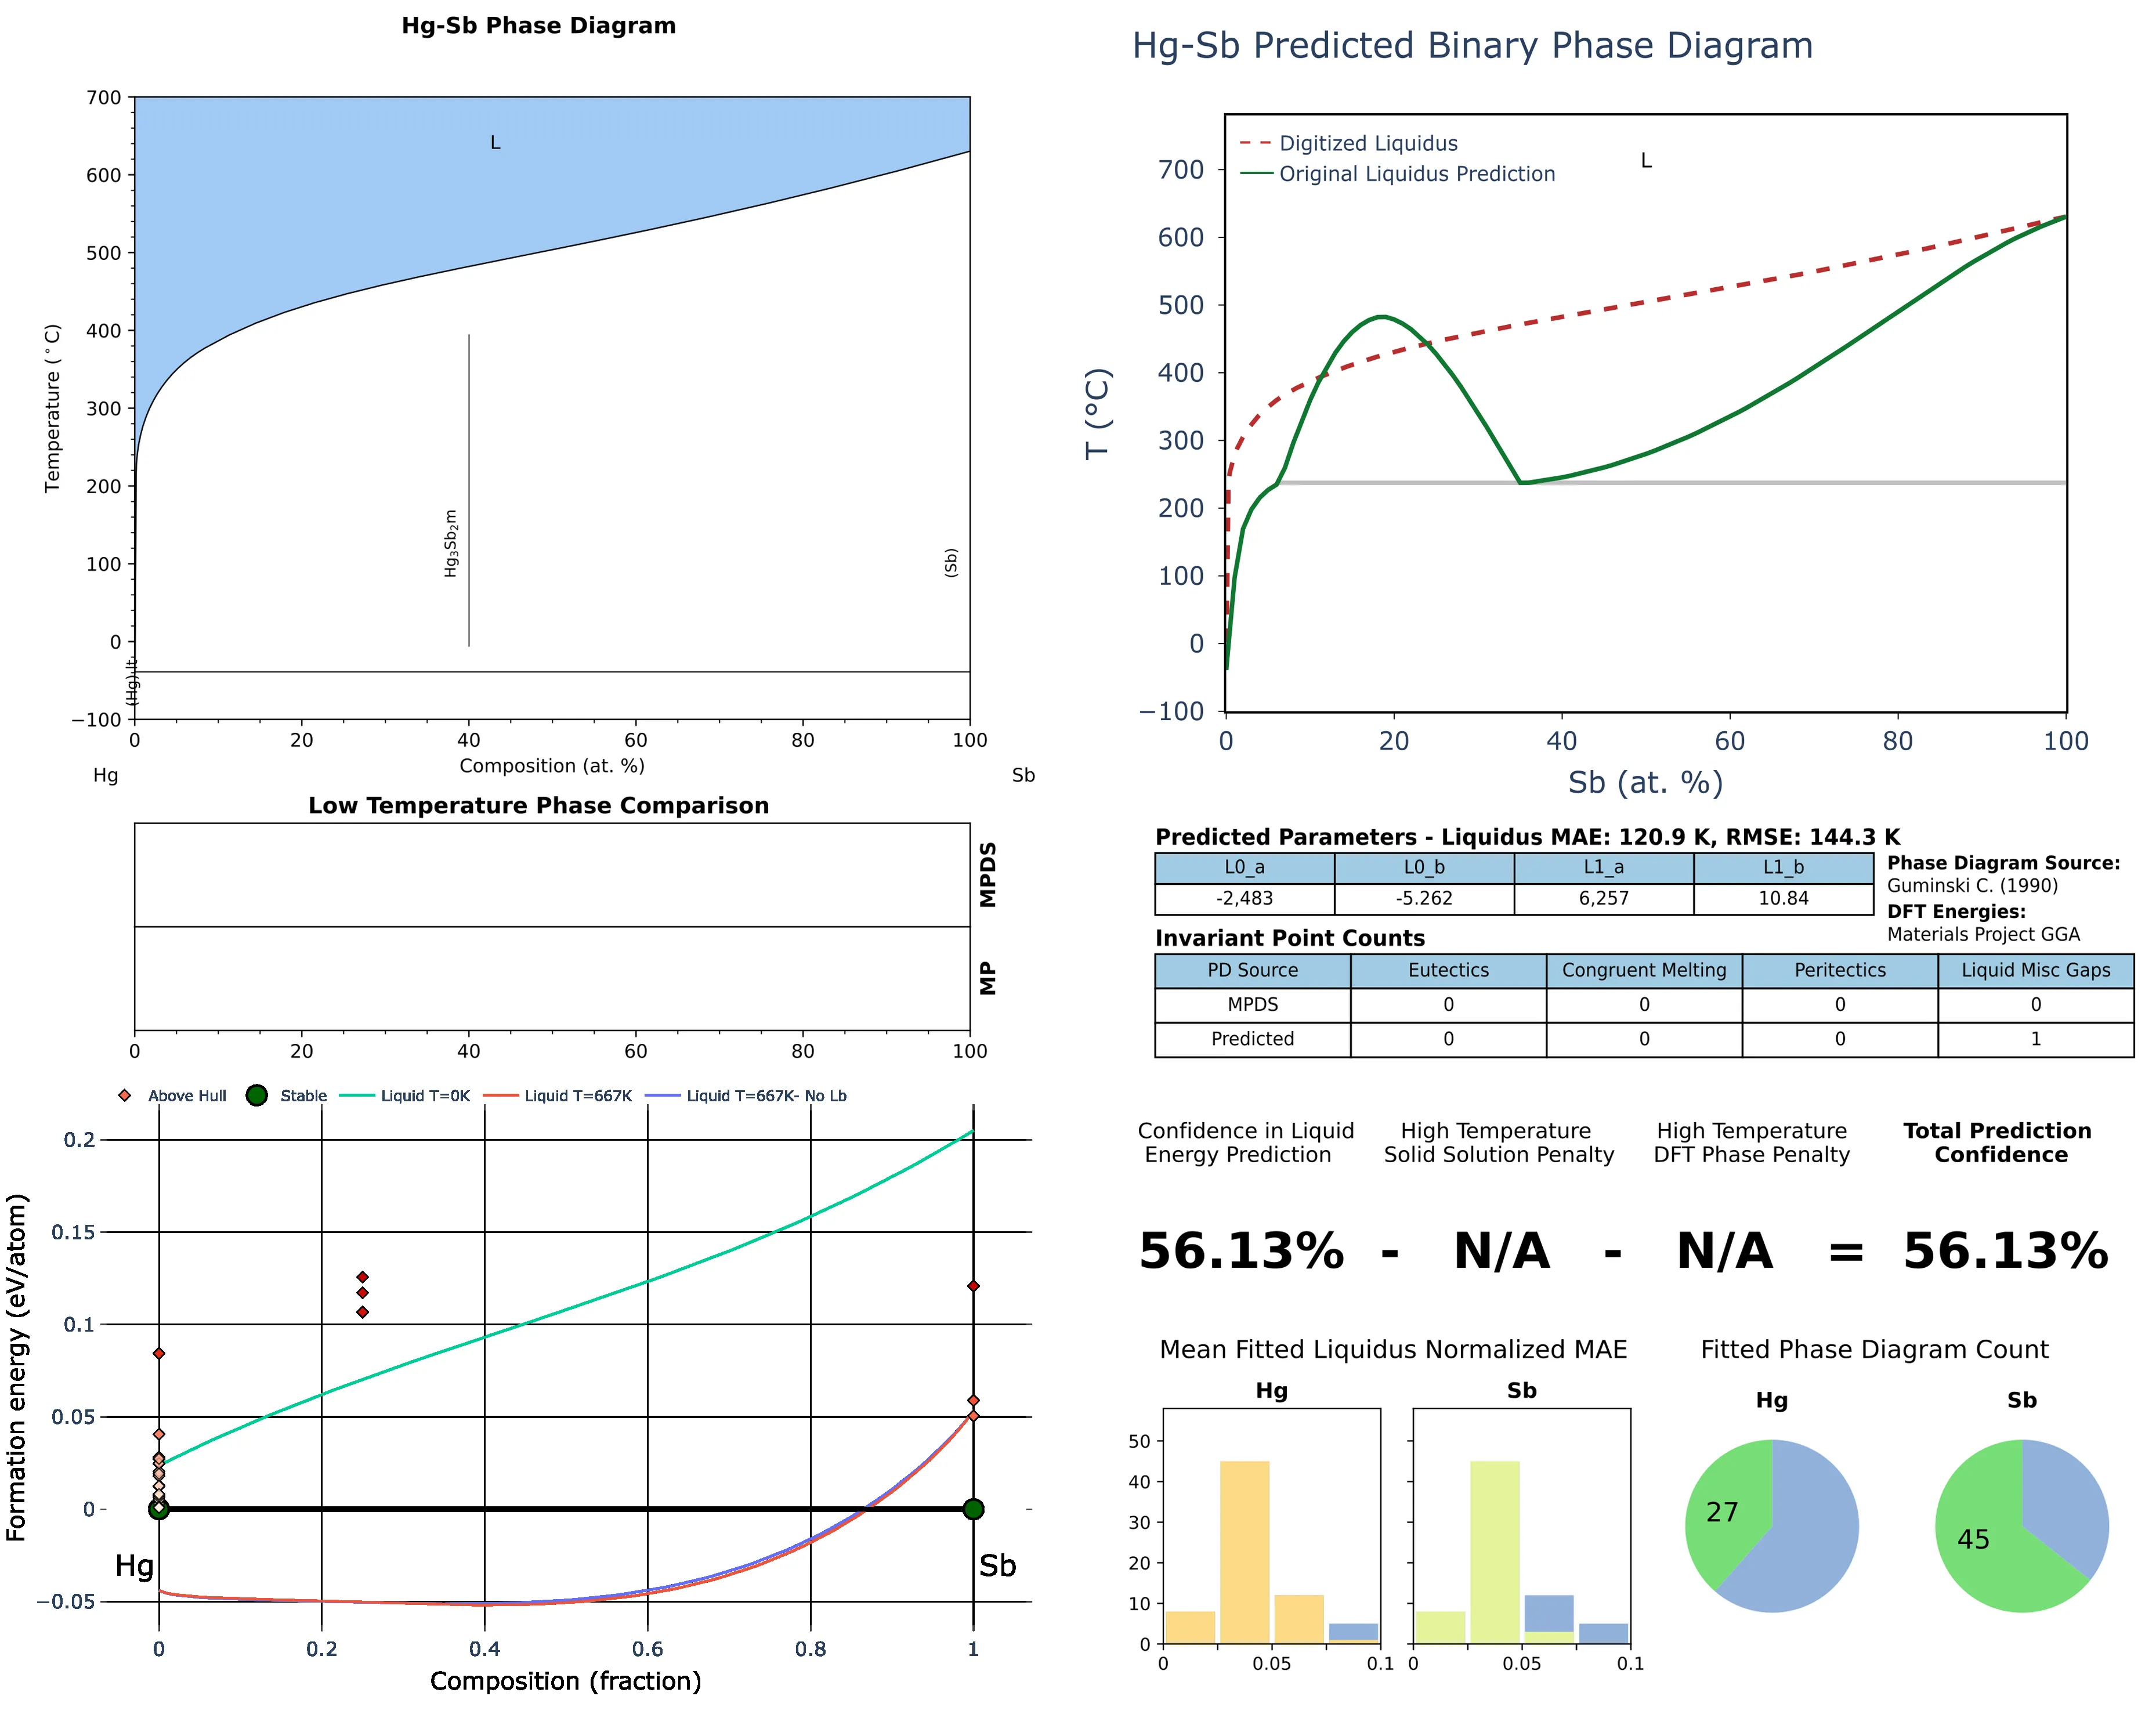 Hg-Sb Phase Diagram
700
600
500
400
300
200
100
0
−100
Temperature (°C)
L
Hg3Sb2m
(Sb)
(Hg) lt
0 20 40 60 80 100
Composition (at. %)
Hg Sb
Low Temperature Phase Comparison
MPDS
MP
0 20 40 60 80 100
Above Hull Stable Liquid T=0K Liquid T=667K Liquid T=667K- No Lb
0.2
0.15
0.1
0.05
0
−0.05
Formation energy (eV/atom)
Hg Sb
0 0.2 0.4 0.6 0.8 1
Composition (fraction)
Hg-Sb Predicted Binary Phase Diagram
Digitized Liquidus
Original Liquidus Prediction
L
700
600
500
400
300
200
100
0
−100
T (°C)
0 20 40 60 80 100
Sb (at. %)
Predicted Parameters - Liquidus MAE: 120.9 K, RMSE: 144.3 K
L0_a L0_b L1_a L1_b
-2,483 -5.262 6,257 10.84
Phase Diagram Source:
Guminski C. (1990)
DFT Energies:
Materials Project GGA
Invariant Point Counts
PD Source Eutectics Congruent Melting Peritectics Liquid Misc Gaps
MPDS 0 0 0 0
Predicted 0 0 0 1
Confidence in Liquid
Energy Prediction
High Temperature
Solid Solution Penalty
High Temperature
DFT Phase Penalty
Total Prediction
Confidence
56.13% - N/A - N/A = 56.13%
Mean Fitted Liquidus Normalized MAE
Hg Sb
50
40
30
20
10
0
0 0.05 0.1 0 0.05 0.1
Fitted Phase Diagram Count
Hg Sb
27 45